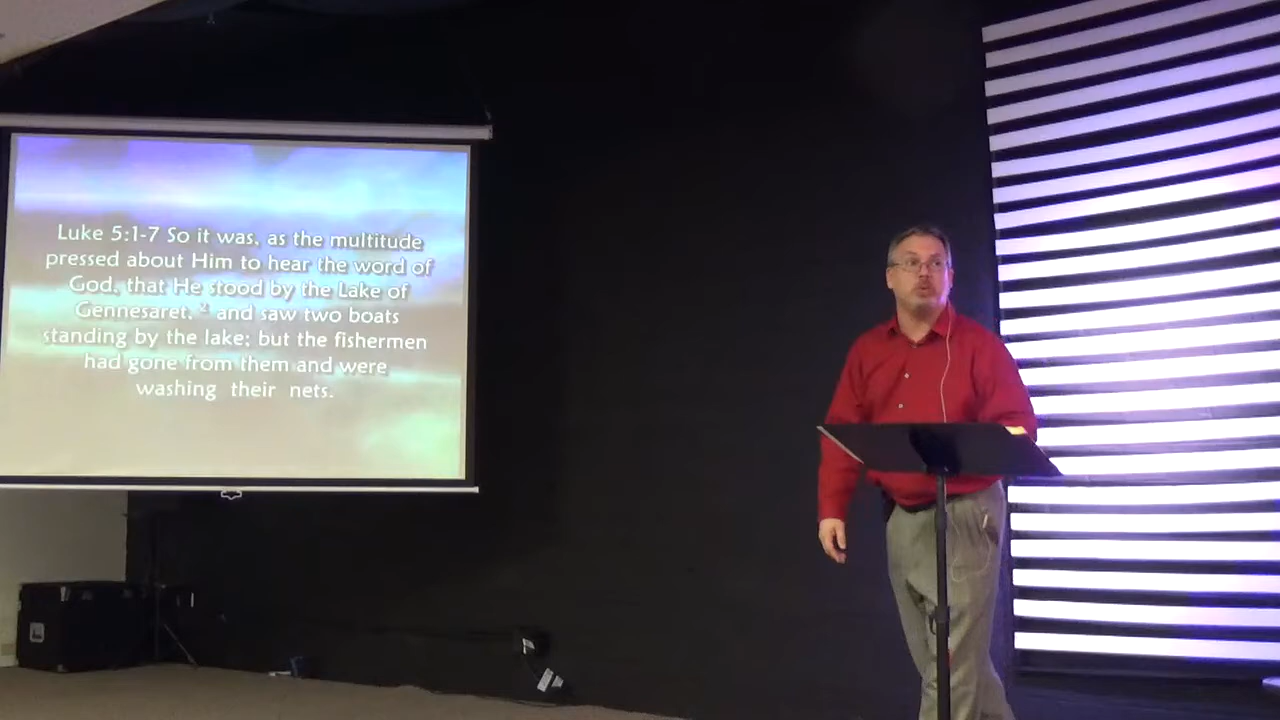 Luke 5:1-7 So it was, as the multitude
pressed about Him to hear the word of
God, that He stood by the Lake of
Gennesaret, ² and saw two boats
standing by the lake; but the fishermen
had gone from them and were
washing their nets.